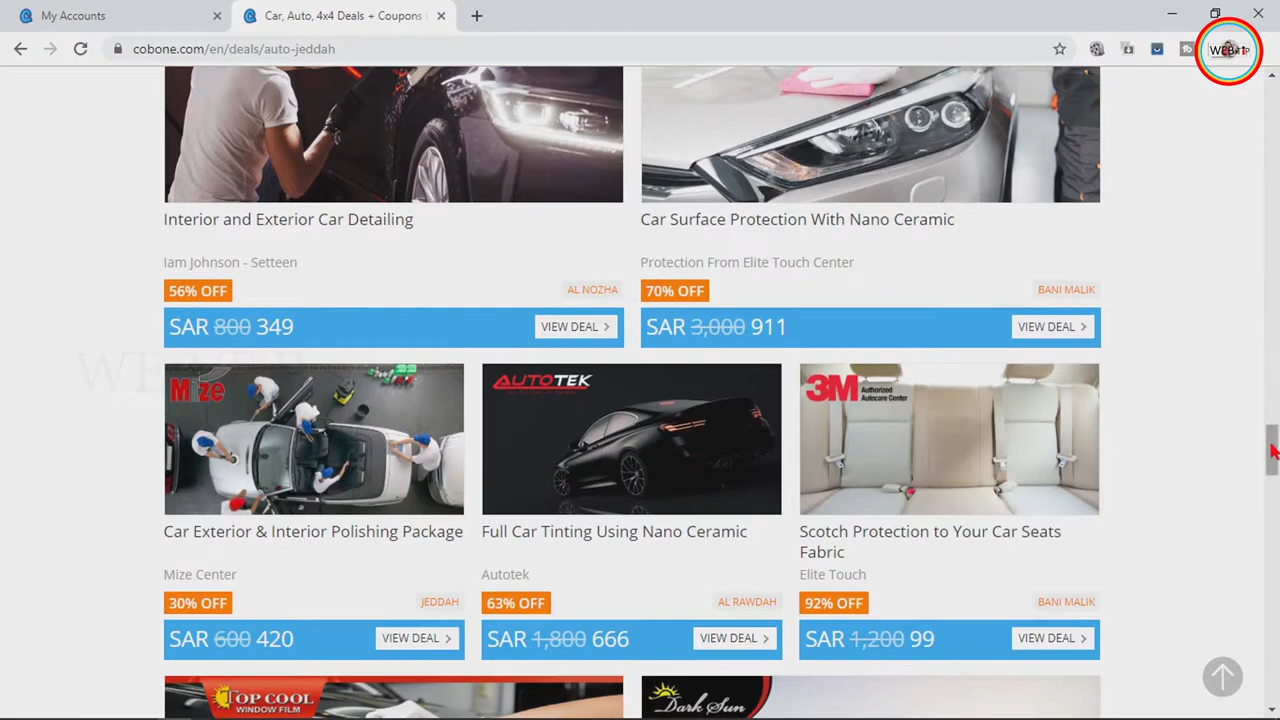 My Accounts
Car, Auto, 4x4 Deals + Coupons
cobone.com/en/deals/auto-jeddah
WEB-tiP
Interior and Exterior Car Detailing
Car Surface Protection With Nano Ceramic
Iam Johnson - Setteen
Protection From Elite Touch Center
56% OFF
AL NOZHA
70% OFF
BANI MALIK
SAR 800 349
VIEW DEAL >
SAR 3,000 911
VIEW DEAL >
Mize
AUTOTEK
3M Authorized Autocare Center
Car Exterior & Interior Polishing Package
Full Car Tinting Using Nano Ceramic
Scotch Protection to Your Car Seats
Fabric
Mize Center
Autotek
Elite Touch
30% OFF
JEDDAH
63% OFF
AL RAWDAH
92% OFF
BANI MALIK
SAR 600 420
VIEW DEAL >
SAR 1,800 666
VIEW DEAL >
SAR 1,200 99
VIEW DEAL >
TOP COOL
WINDOW FILM
Dark Sun